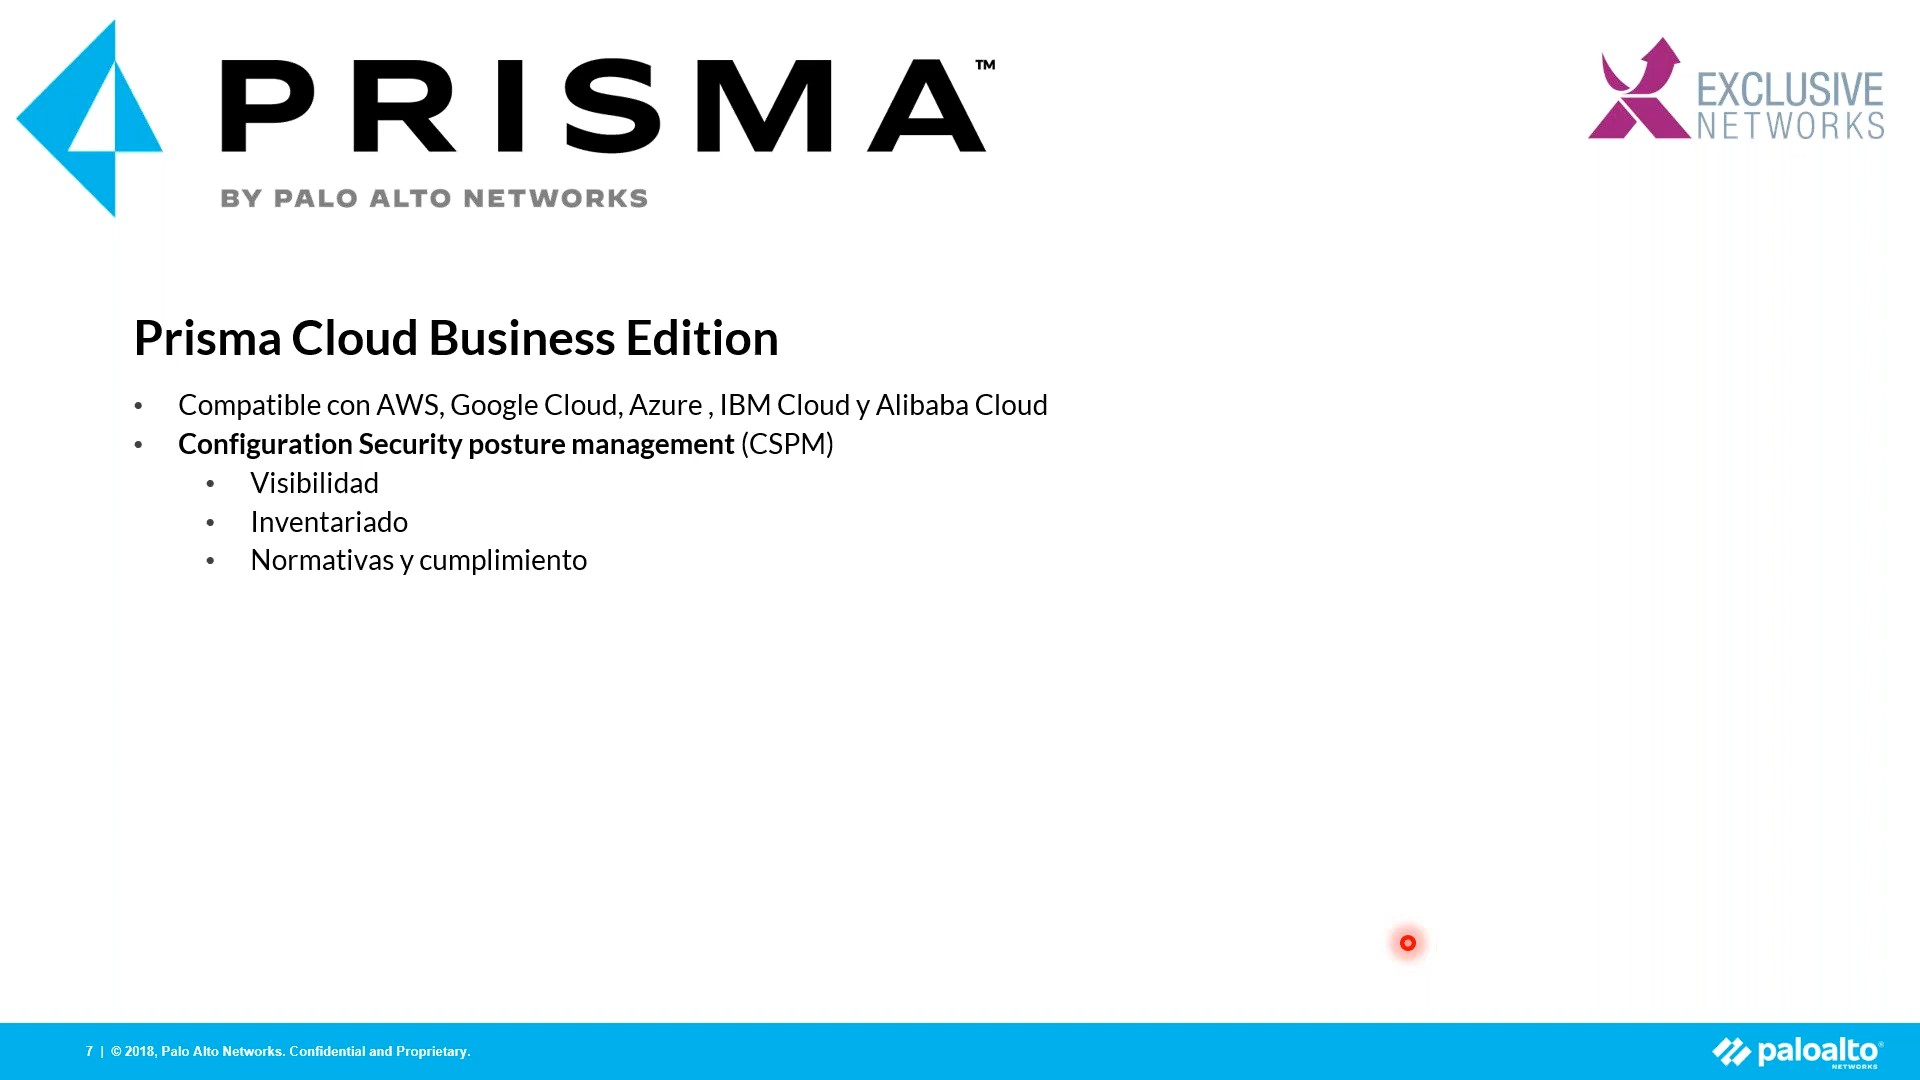 PRISMA™
BY PALO ALTO NETWORKS
EXCLUSIVE
NETWORKS
Prisma Cloud Business Edition
• Compatible con AWS, Google Cloud, Azure , IBM Cloud y Alibaba Cloud
• Configuration Security posture management (CSPM)
• Visibilidad
• Inventariado
• Normativas y cumplimiento
7 | © 2018, Palo Alto Networks. Confidential and Proprietary.
paloalto®
NETWORKS